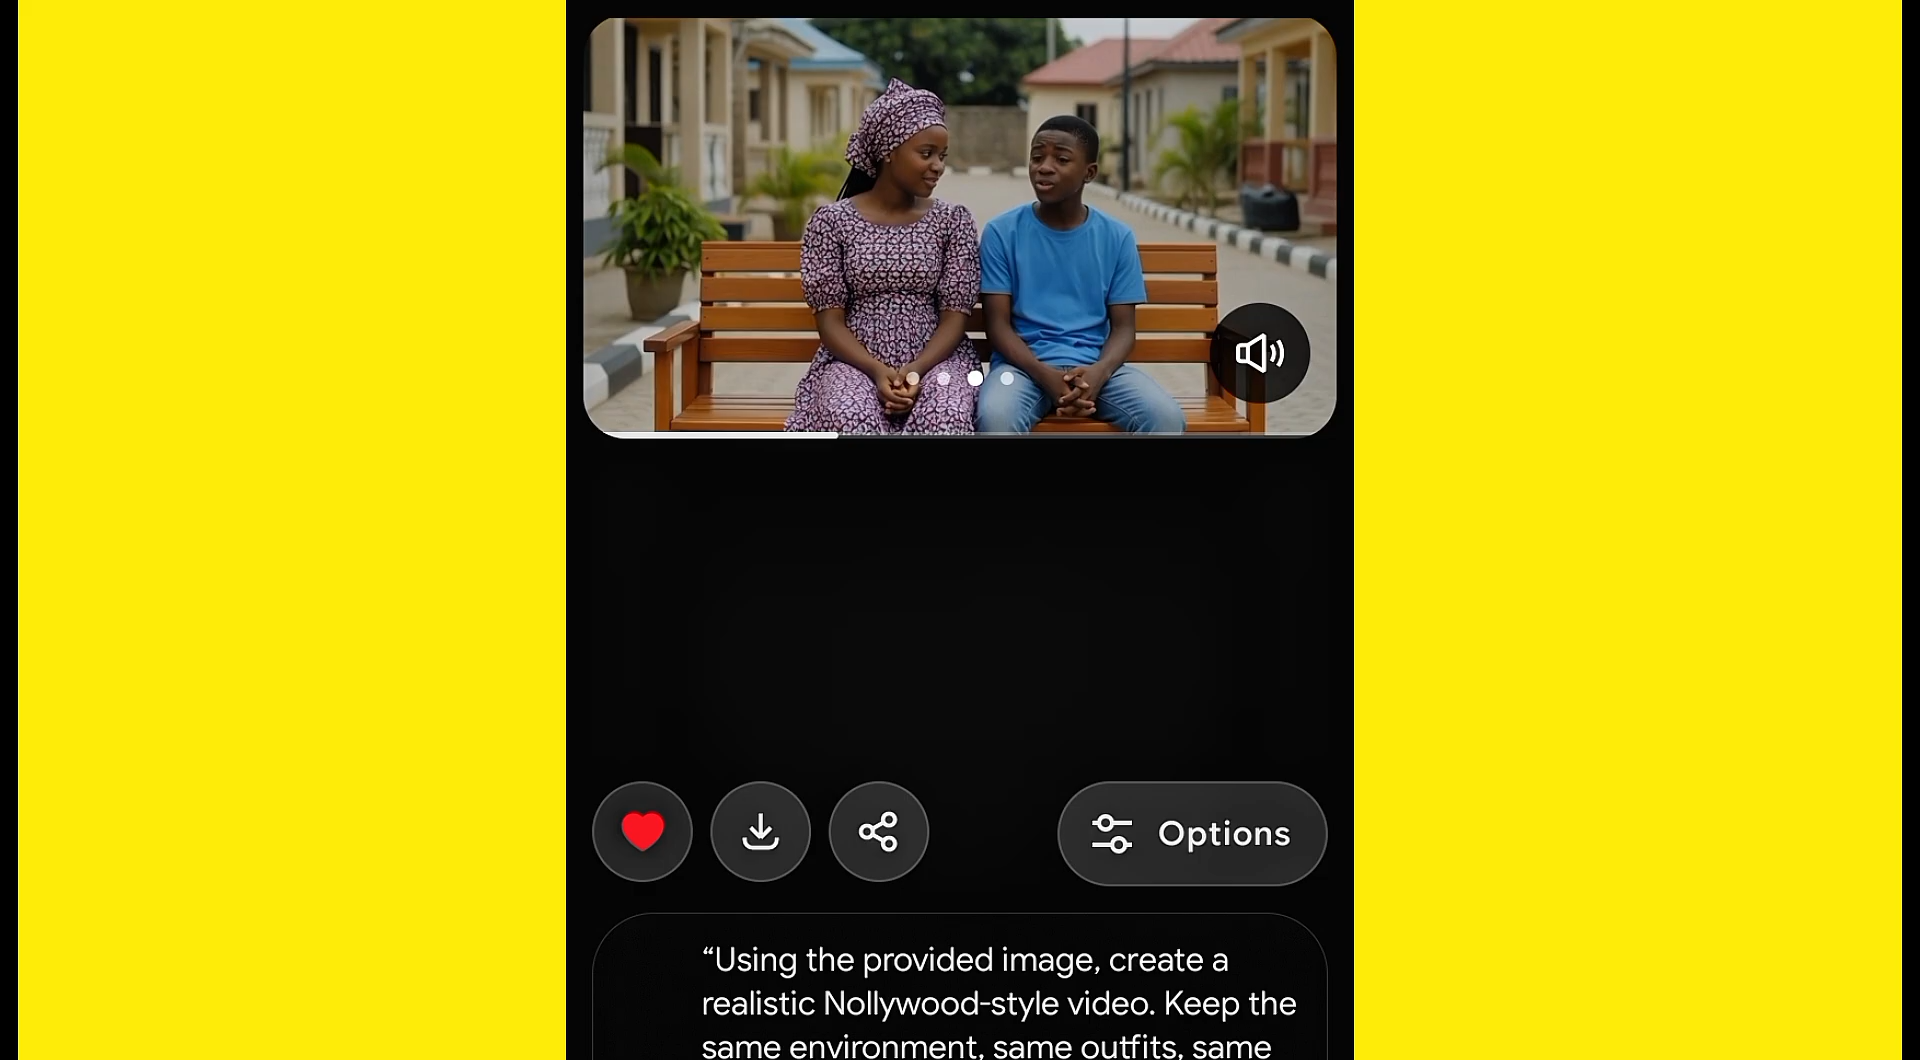 Options
“Using the provided image, create a
realistic Nollywood-style video. Keep the
same environment, same outfits, same